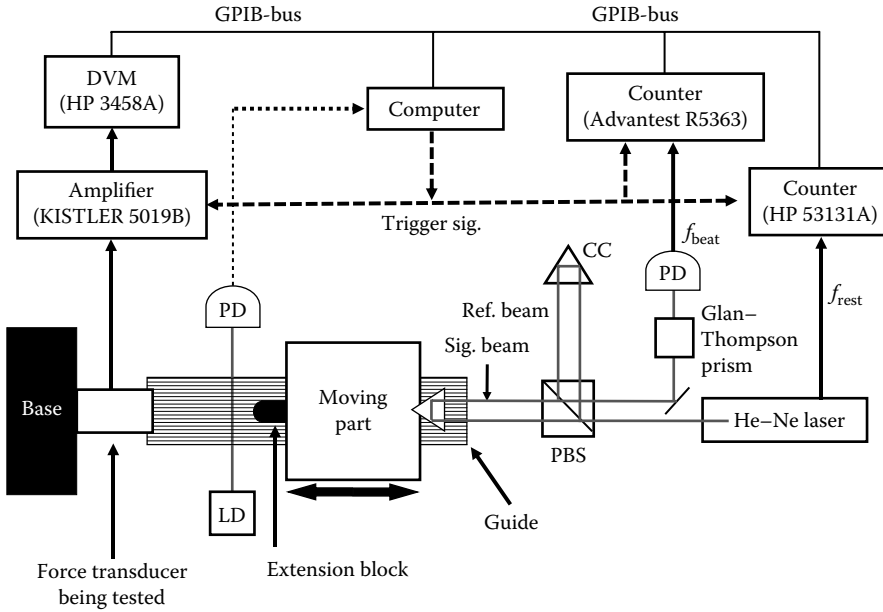 GPIB-bus
GPIB-bus
DVM
(HP 3458A)
Computer
Counter
(Advantest R5363)
Amplifier
(KISTLER 5019B)
Trigger sig.
Counter
(HP 53131A)
f_beat
CC
PD
PD
f_rest
Ref. beam
Sig. beam
Glan–
Thompson
prism
Base
Moving
part
He–Ne laser
PBS
LD
Guide
Force transducer
being tested
Extension block